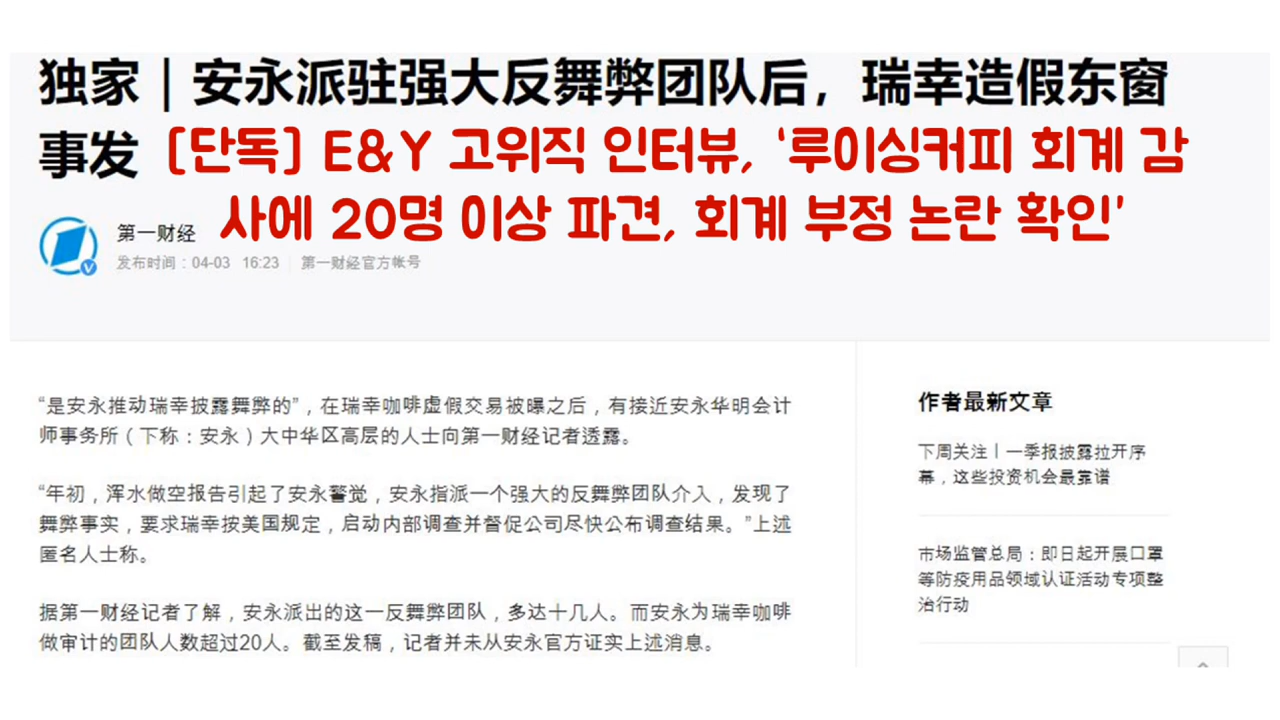 独家｜安永派驻强大反舞弊团队后，瑞幸造假东窗
事发 [단독] E&Y 고위직 인터뷰, '루이싱커피 회계 감
사에 20명 이상 파견, 회계 부정 논란 확인'
第一财经
发布时间：04-03 16:23 第一财经官方帐号
“是安永推动瑞幸披露舞弊的”，在瑞幸咖啡虚假交易被曝之后，有接近安永华明会计
师事务所（下称：安永）大中华区高层的人士向第一财经记者透露。
“年初，浑水做空报告引起了安永警觉，安永指派一个强大的反舞弊团队介入，发现了
舞弊事实，要求瑞幸按美国规定，启动内部调查并督促公司尽快公布调查结果。”上述
匿名人士称。
据第一财经记者了解，安永派出的这一反舞弊团队，多达十几人。而安永为瑞幸咖啡
做审计的团队人数超过20人。截至发稿，记者并未从安永官方证实上述消息。
作者最新文章
下周关注丨一季报披露拉开序
幕，这些投资机会最靠谱
市场监管总局：即日起开展口罩
等防疫用品领域认证活动专项整
治行动